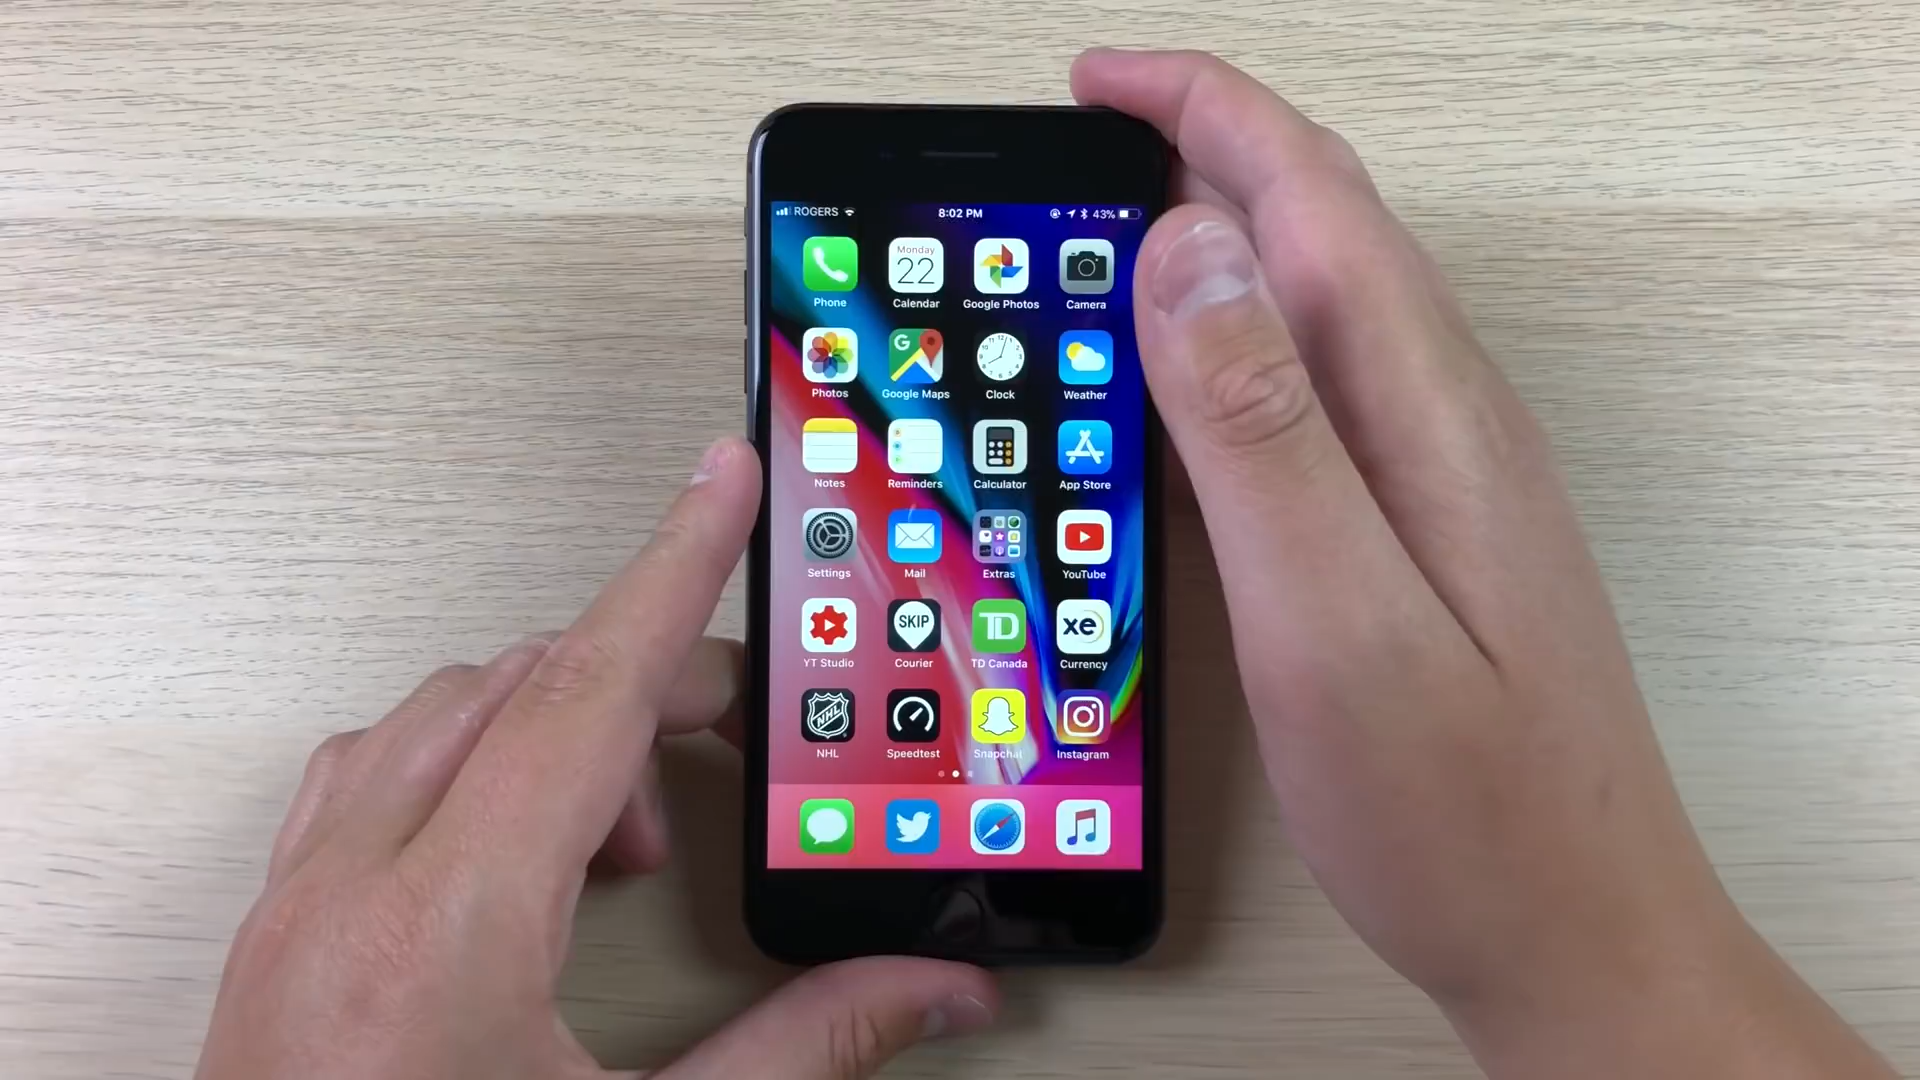 ROGERS 8:02 PM 43%
Monday
22
Phone Calendar Google Photos Camera
G
Photos Google Maps Clock Weather
Notes Reminders Calculator App Store
Settings Mail Extras YouTube
SKIP TD xe
YT Studio Courier TD Canada Currency
NHL
NHL Speedtest Snapchat Instagram